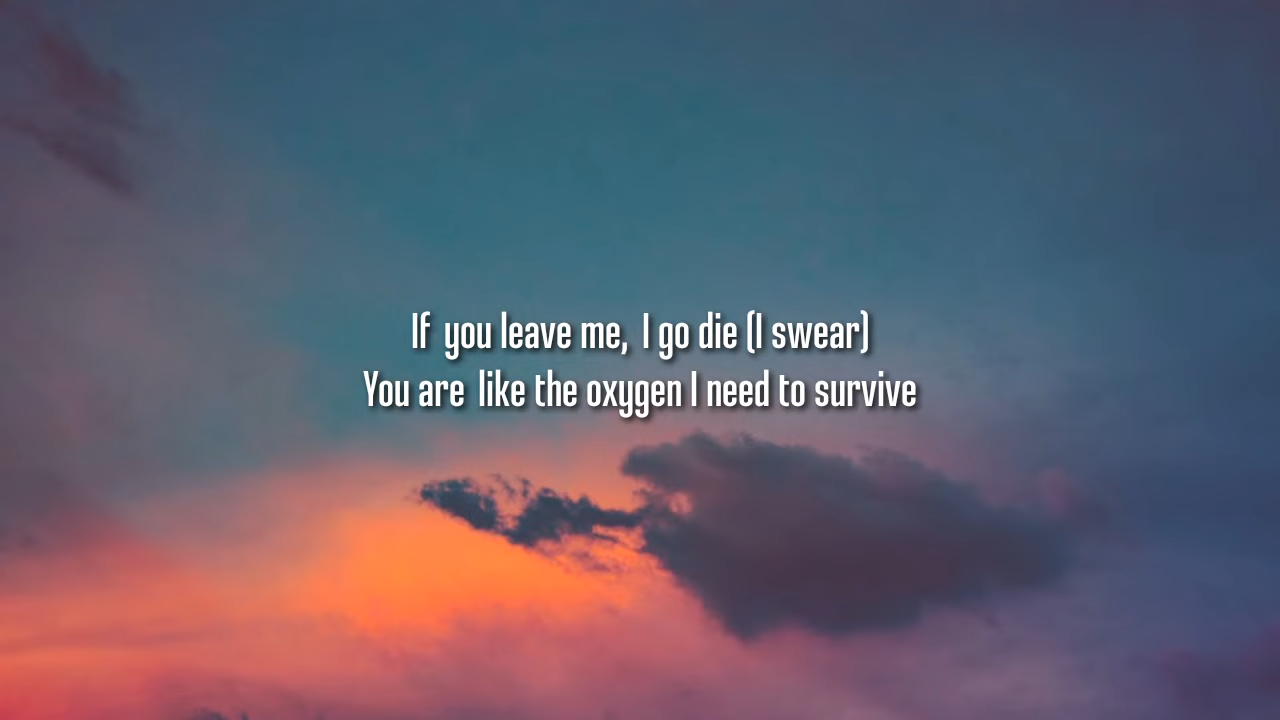 If you leave me, I go die (I swear)
You are like the oxygen I need to survive